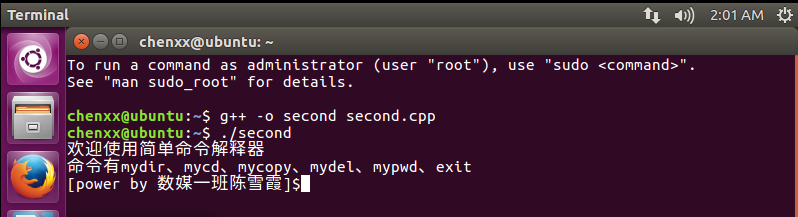 Terminal
2:01 AM
chenxx@ubuntu: ~
To run a command as administrator (user "root"), use "sudo <command>".
See "man sudo_root" for details.
chenxx@ubuntu:~$ g++ -o second second.cpp
chenxx@ubuntu:~$ ./second
欢迎使用简单命令解释器
命令有mydir、mycd、mycopy、mydel、mypwd、exit
[power by 数媒一班陈雪霞]$